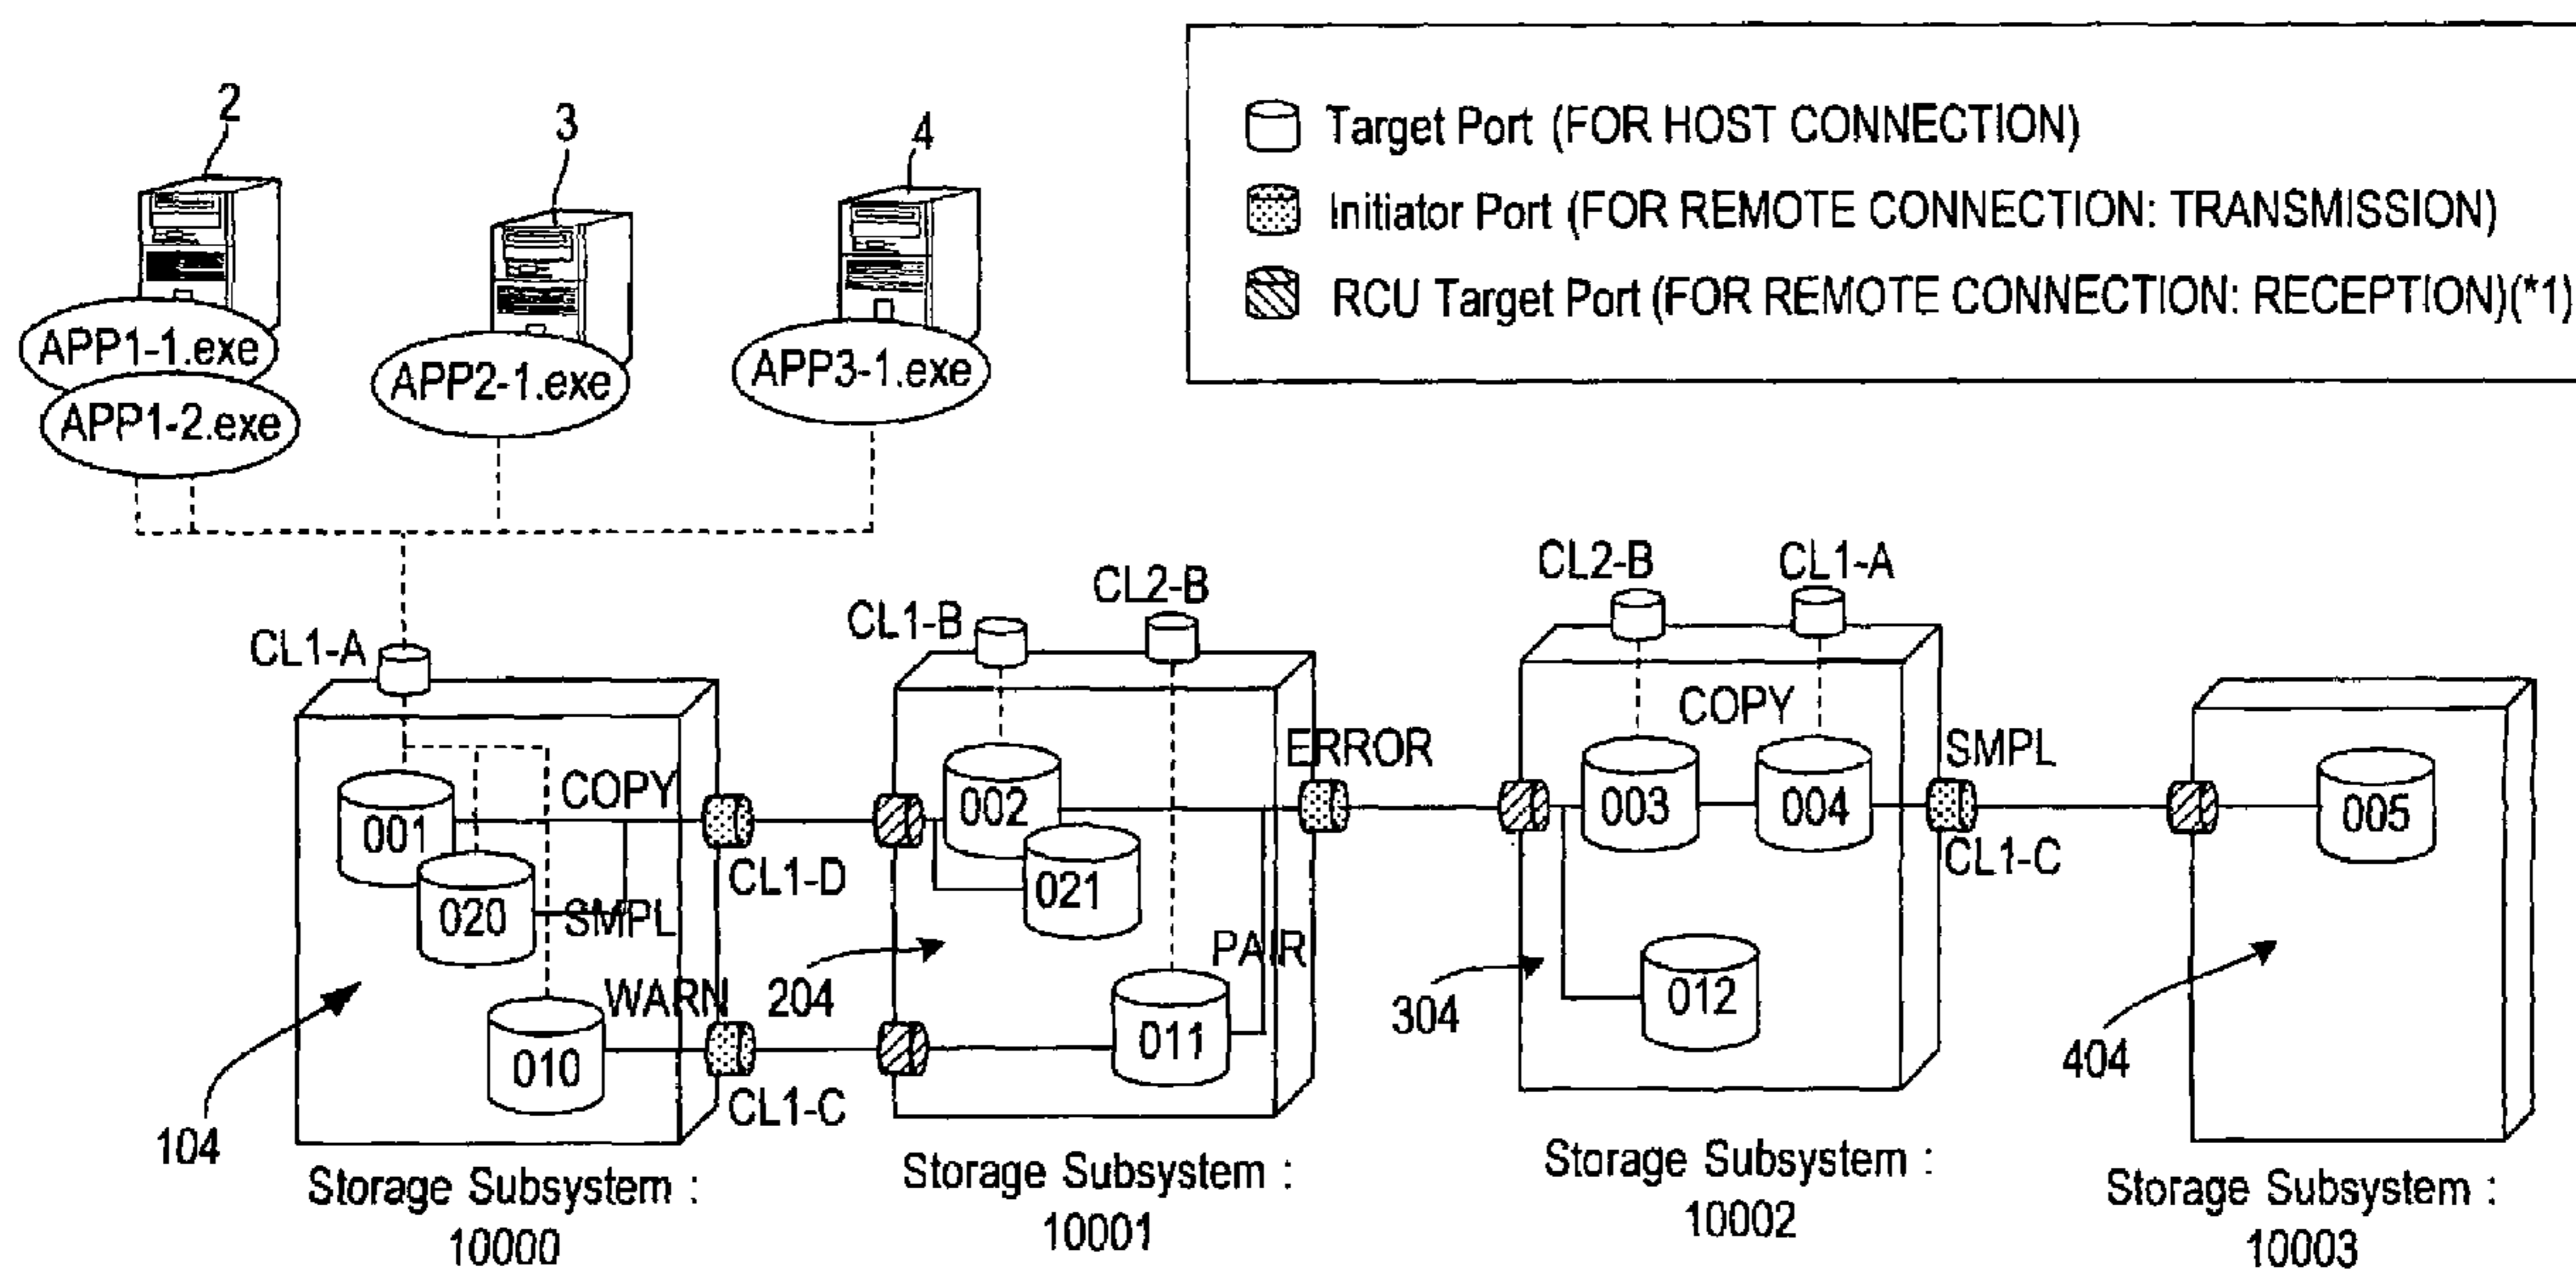 2
3
4
APP1-1.exe
APP1-2.exe
APP2-1.exe
APP3-1.exe
Target Port (FOR HOST CONNECTION)
Initiator Port (FOR REMOTE CONNECTION: TRANSMISSION)
RCU Target Port (FOR REMOTE CONNECTION: RECEPTION)(*1)
CL1-A
COPY
001
020
SMPL
WARN
010
CL1-D
CL1-C
104
Storage Subsystem :
10000
CL1-B
CL2-B
ERROR
002
021
PAIR
011
204
Storage Subsystem :
10001
CL2-B
CL1-A
COPY
003
004
SMPL
CL1-C
012
304
Storage Subsystem :
10002
005
404
Storage Subsystem :
10003